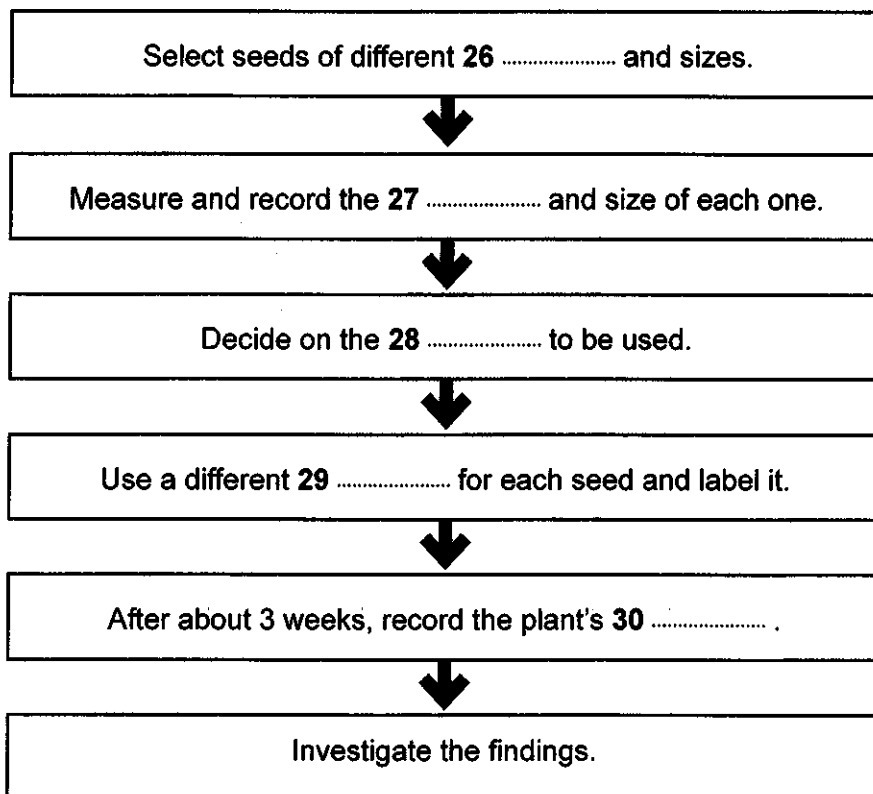 Select seeds of different 26 ...................... and sizes.
Measure and record the 27 ...................... and size of each one.
Decide on the 28 ...................... to be used.
Use a different 29 ...................... for each seed and label it.
After about 3 weeks, record the plant's 30 ...................... .
Investigate the findings.